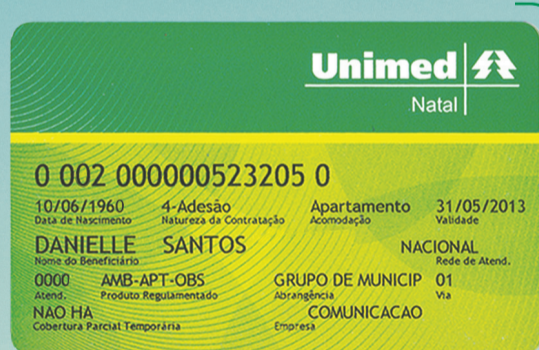 Unimed
Natal
0 002 000000523205 0
10/06/1960 4-Adesão Apartamento 31/05/2013
Data de Nascimento Natureza da Contratação Acomodação Validade
DANIELLE SANTOS NACIONAL
Nome do Beneficiário Rede de Atend.
0000 AMB-APT-OBS GRUPO DE MUNICIP 01
Atend. Produto Regulamentado Abrangência Via
NAO HA COMUNICACAO
Cobertura Parcial Temporária Empresa